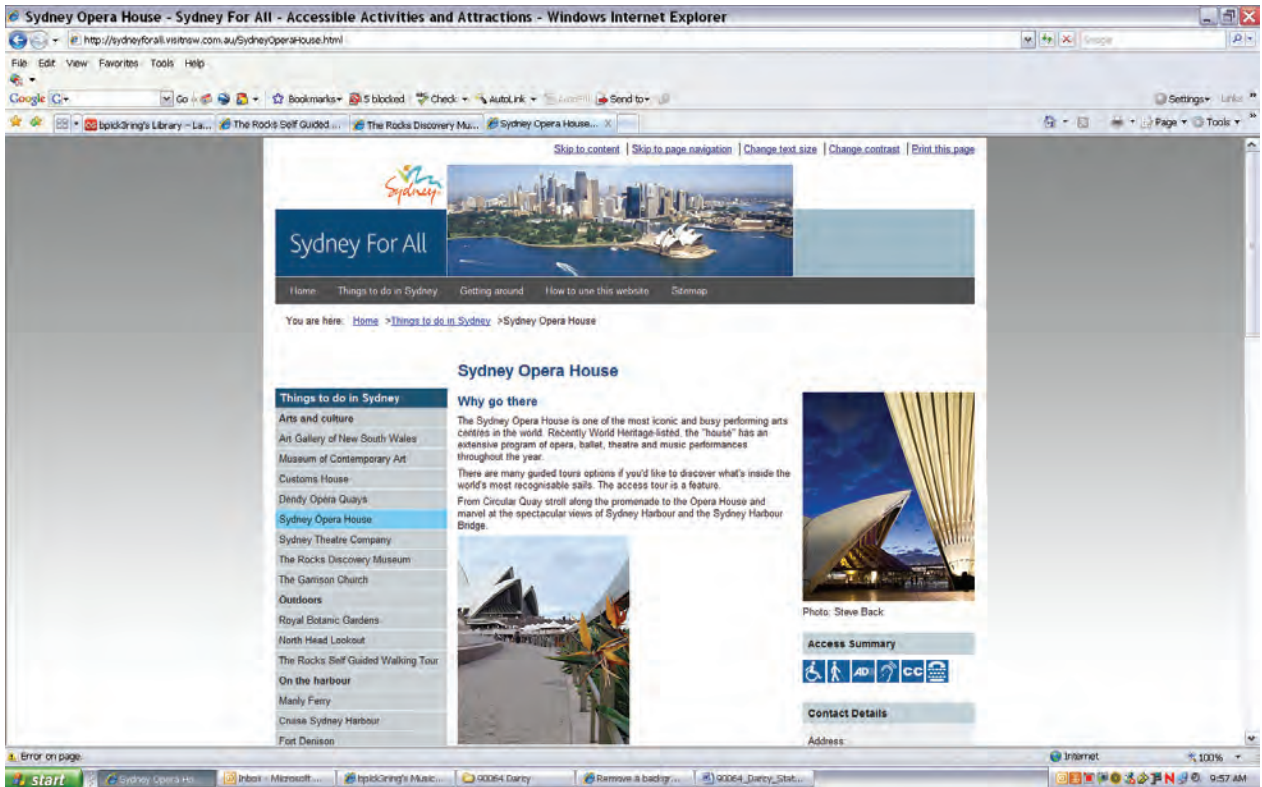 Sydney Opera House - Sydney For All - Accessible Activities and Attractions - Windows Internet Explorer
http://sydneyforall.visitnsw.com.au/SydneyOperaHouse.html
Google
File Edit View Favorites Tools Help
Google G Go Bookmarks 5 blocked Check AutoLink AutoFill Send to Settings Links
bpick3ring's Library - La... The Rocks Self Guided ... The Rocks Discovery Mu... Sydney Opera House... X Page Tools
Skip to content | Skip to page navigation | Change text size | Change contrast | Print this page
Sydney
Sydney For All
Home Things to do in Sydney Getting around How to use this website Sitemap
You are here: Home >Things to do in Sydney >Sydney Opera House
Sydney Opera House
Things to do in Sydney
Arts and culture
Art Gallery of New South Wales
Museum of Contemporary Art
Customs House
Dendy Opera Quays
Sydney Opera House
Sydney Theatre Company
The Rocks Discovery Museum
The Garrison Church
Outdoors
Royal Botanic Gardens
North Head Lookout
The Rocks Self Guided Walking Tour
On the harbour
Manly Ferry
Cruise Sydney Harbour
Fort Denison
Why go there
The Sydney Opera House is one of the most iconic and busy performing arts
centres in the world. Recently World Heritage-listed, the "house" has an
extensive program of opera, ballet, theatre and music performances
throughout the year.
There are many guided tours options if you'd like to discover what's inside the
world's most recognisable sails. The access tour is a feature.
From Circular Quay stroll along the promenade to the Opera House and
marvel at the spectacular views of Sydney Harbour and the Sydney Harbour
Bridge.
Photo: Steve Back
Access Summary
AD CC
Contact Details
Address:
Error on page. Internet 100%
start Sydney Opera Ho... Inbox - Microsoft ... bpick3ring's Music... 90064 Darcy Remove a backgr... 90064_Darcy_Stat... 9:57 AM